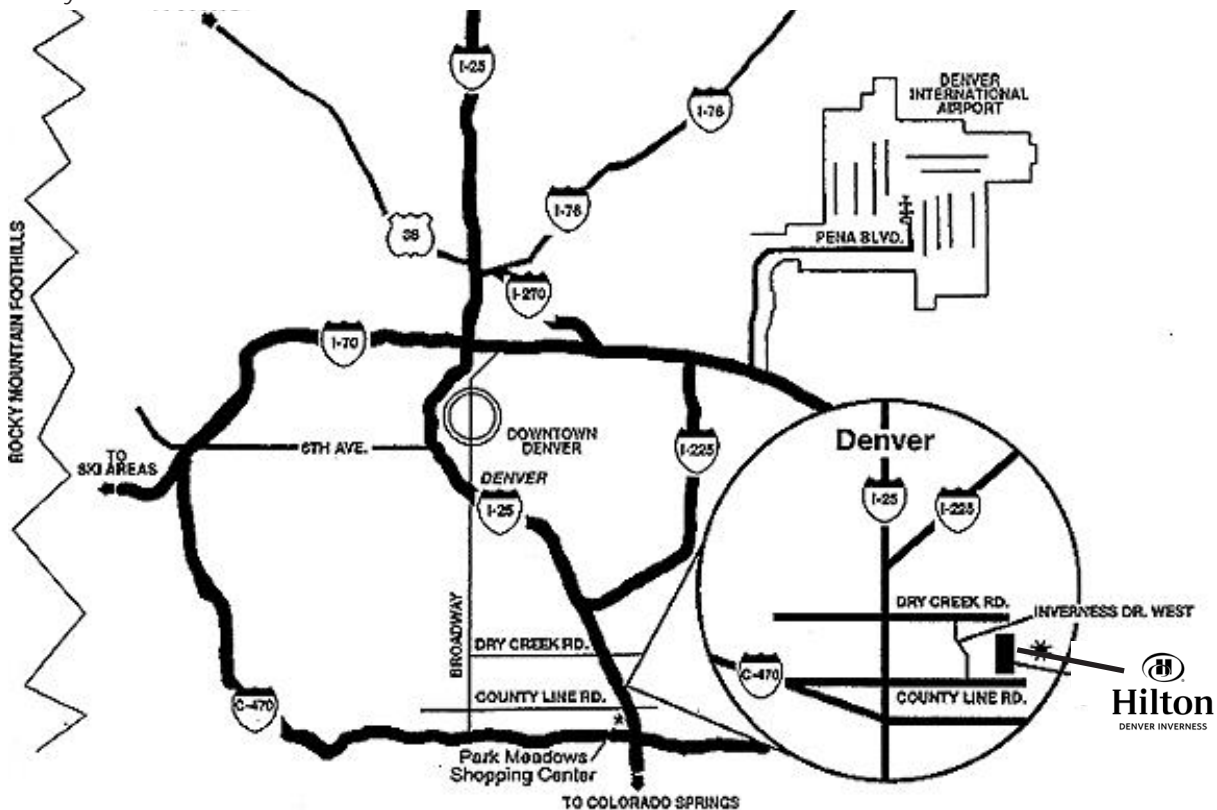 I-25
I-76
DENVER
INTERNATIONAL
AIRPORT
I-76
36
PENA BLVD.
I-270
ROCKY MOUNTAIN FOOTHILLS
I-70
6TH AVE.
DOWNTOWN
DENVER
I-225
TO
SKI AREAS
DENVER
I-25
Denver
I-25
I-225
BROADWAY
DRY CREEK RD.
INVERNESS DR. WEST
DRY CREEK RD.
C-470
COUNTY LINE RD.
C-470
COUNTY LINE RD.
H
Hilton
DENVER INVERNESS
Park Meadows
Shopping Center
TO COLORADO SPRINGS